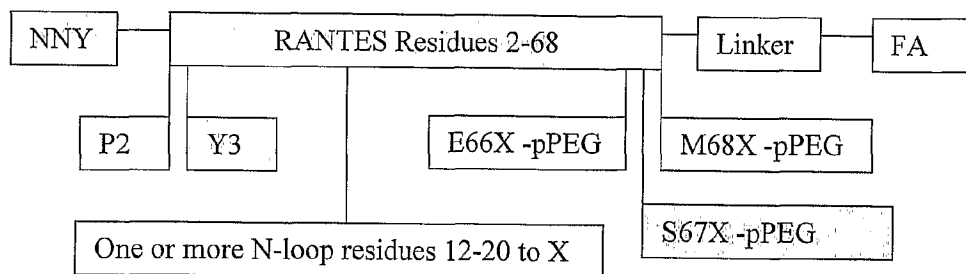 NNY
RANTES Residues 2-68
Linker
FA
P2
Y3
E66X -pPEG
M68X -pPEG
S67X -pPEG
One or more N-loop residues 12-20 to X